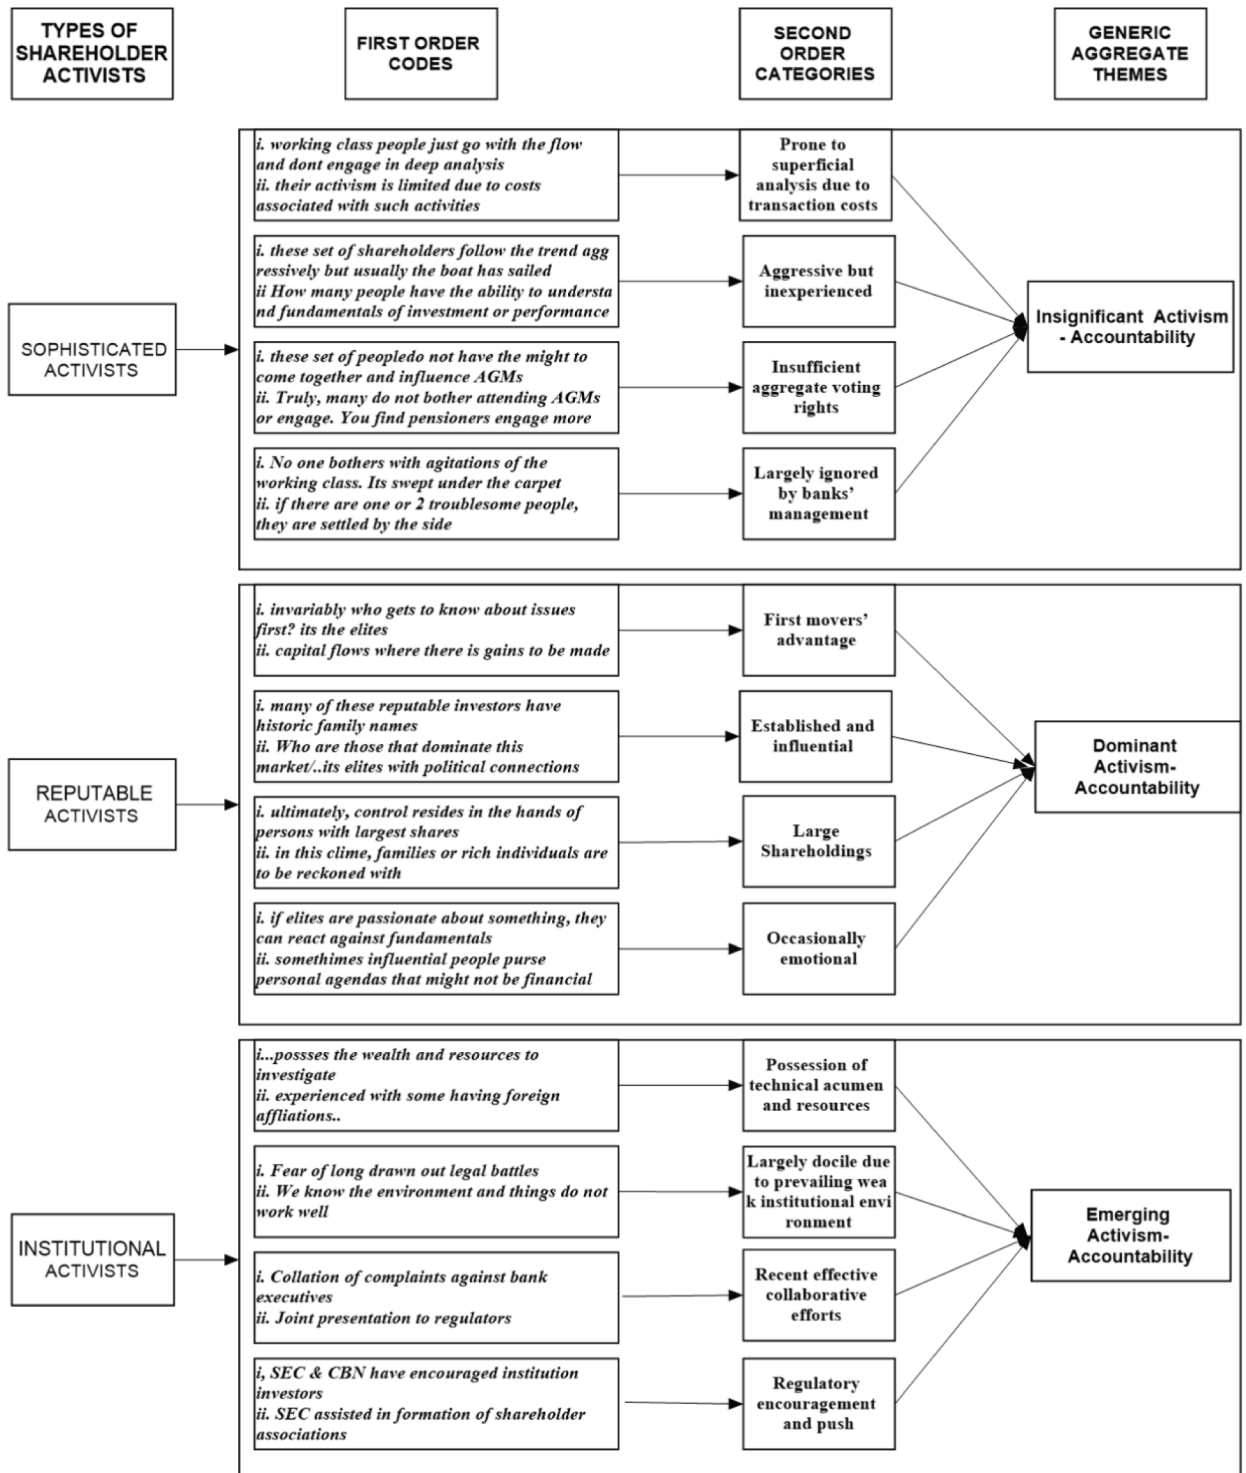 TYPES OF
SHAREHOLDER
ACTIVISTS
FIRST ORDER
CODES
SECOND
ORDER
CATEGORIES
GENERIC
AGGREGATE
THEMES
SOPHISTICATED
ACTIVISTS
i. working class people just go with the flow
and dont engage in deep analysis
ii. their activism is limited due to costs
associated with such activities
Prone to
superficial
analysis due to
transaction costs
i. these set of shareholders follow the trend agg
ressively but usually the boat has sailed
ii How many people have the ability to understa
nd fundamentals of investment or performance
Aggressive but
inexperienced
i. these set of peopledo not have the might to
come together and influence AGMs
ii. Truly, many do not bother attending AGMs
or engage. You find pensioners engage more
Insufficient
aggregate voting
rights
i. No one bothers with agitations of the
working class. Its swept under the carpet
ii. if there are one or 2 troublesome people,
they are settled by the side
Largely ignored
by banks'
management
Insignificant Activism
- Accountability
REPUTABLE
ACTIVISTS
i. invariably who gets to know about issues
first? its the elites
ii. capital flows where there is gains to be made
First movers'
advantage
i. many of these reputable investors have
historic family names
ii. Who are those that dominate this
market/..its elites with political connections
Established and
influential
i. ultimately, control resides in the hands of
persons with largest shares
ii. in this clime, families or rich individuals are
to be reckoned with
Large
Shareholdings
i. if elites are passionate about something, they
can react against fundamentals
ii. somethimes influential people purse
personal agendas that might not be financial
Occasionally
emotional
Dominant
Activism-
Accountability
INSTITUTIONAL
ACTIVISTS
i...possses the wealth and resources to
investigate
ii. experienced with some having foreign
affliations..
Possession of
technical acumen
and resources
i. Fear of long drawn out legal battles
ii. We know the environment and things do not
work well
Largely docile due
to prevailing wea
k institutional envi
ronment
i. Collation of complaints against bank
executives
ii. Joint presentation to regulators
Recent effective
collaborative
efforts
i, SEC & CBN have encouraged institution
investors
ii. SEC assisted in formation of shareholder
associations
Regulatory
encouragement
and push
Emerging
Activism-
Accountability